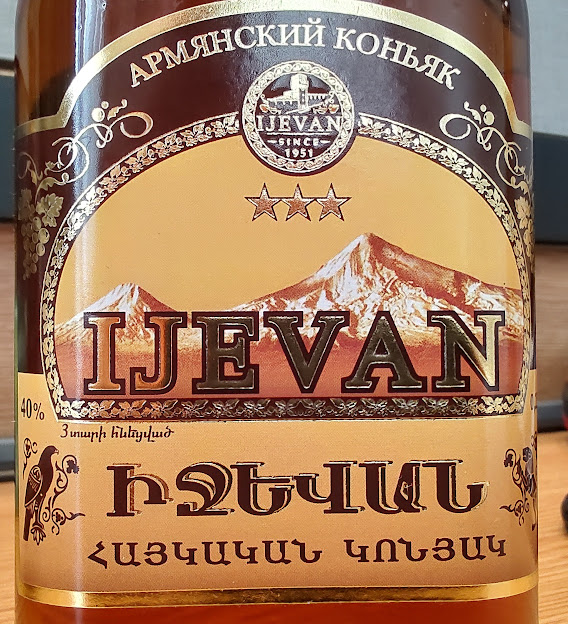 АРМЯНСКИЙ КОНЬЯК
IJEVAN
SINCE
1951
IJEVAN
40%
3 տարի հնեցված
ԻՋԵՎԱՆ
ՀԱՅԿԱԿԱՆ ԿՈՆՅԱԿ